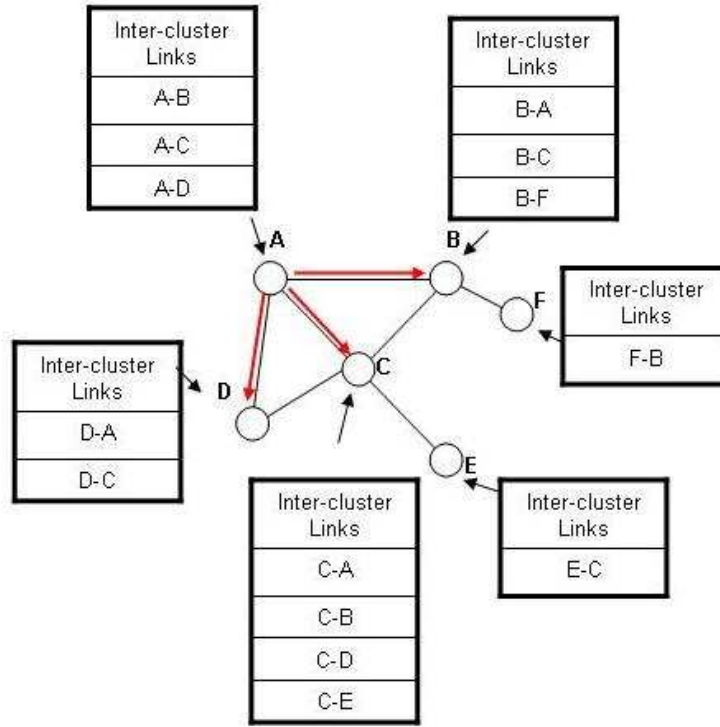 Inter-cluster
Links
A-B
A-C
A-D
Inter-cluster
Links
B-A
B-C
B-F
A
B
F
Inter-cluster
Links
F-B
Inter-cluster
Links
D-A
D-C
D
C
E
Inter-cluster
Links
C-A
C-B
C-D
C-E
Inter-cluster
Links
E-C